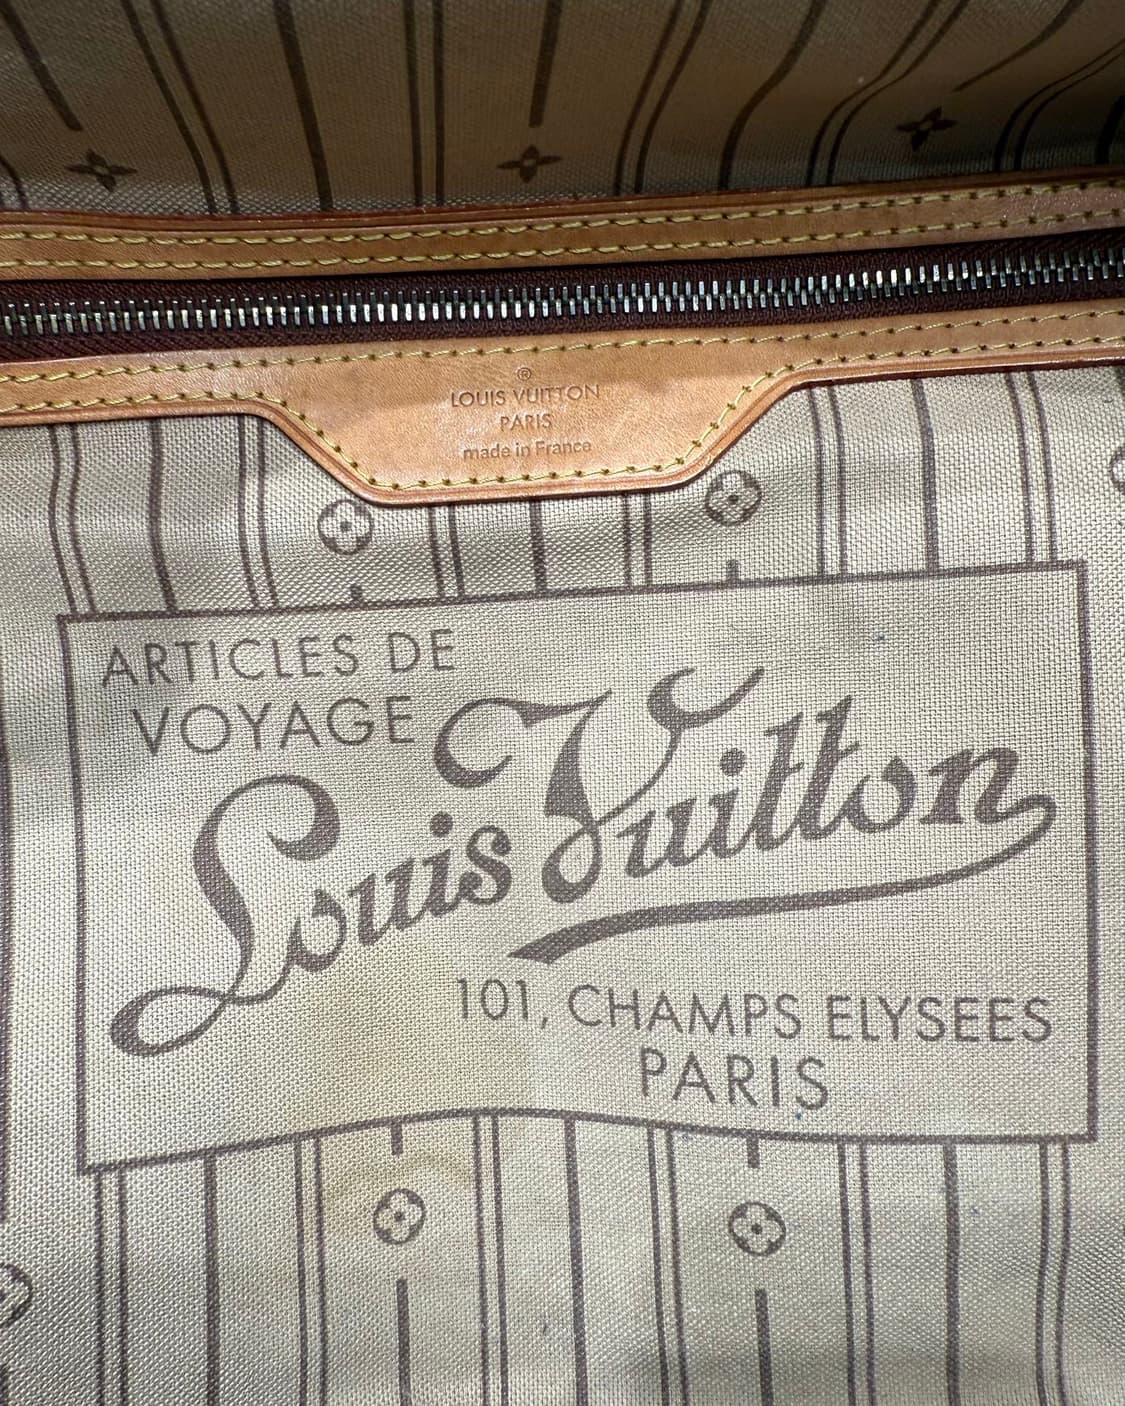 ®
LOUIS VUITTON
PARIS
made in France
ARTICLES DE
VOYAGE
Louis Vuitton
101, CHAMPS ELYSEES
PARIS